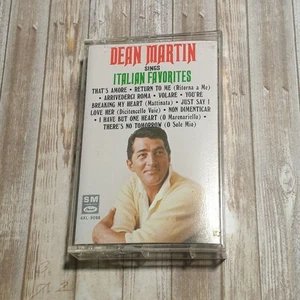 DEAN MARTIN
SINGS
ITALIAN FAVORITES
THAT'S AMORE • RETURN TO ME (Ritorna a Me)
• ARRIVEDERCI ROMA • VOLARE • YOU'RE
BREAKING MY HEART (Mattinata) • JUST SAY I
LOVE HER (Dicitencello Vuie) • NON DIMENTICAR
• I HAVE BUT ONE HEART (O Marenariello) •
THERE'S NO TOMORROW (O Sole Mio)
SM